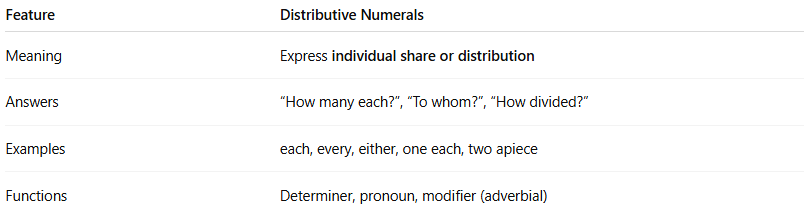 Feature Distributive Numerals
Meaning Express individual share or distribution
Answers “How many each?”, “To whom?”, “How divided?”
Examples each, every, either, one each, two apiece
Functions Determiner, pronoun, modifier (adverbial)